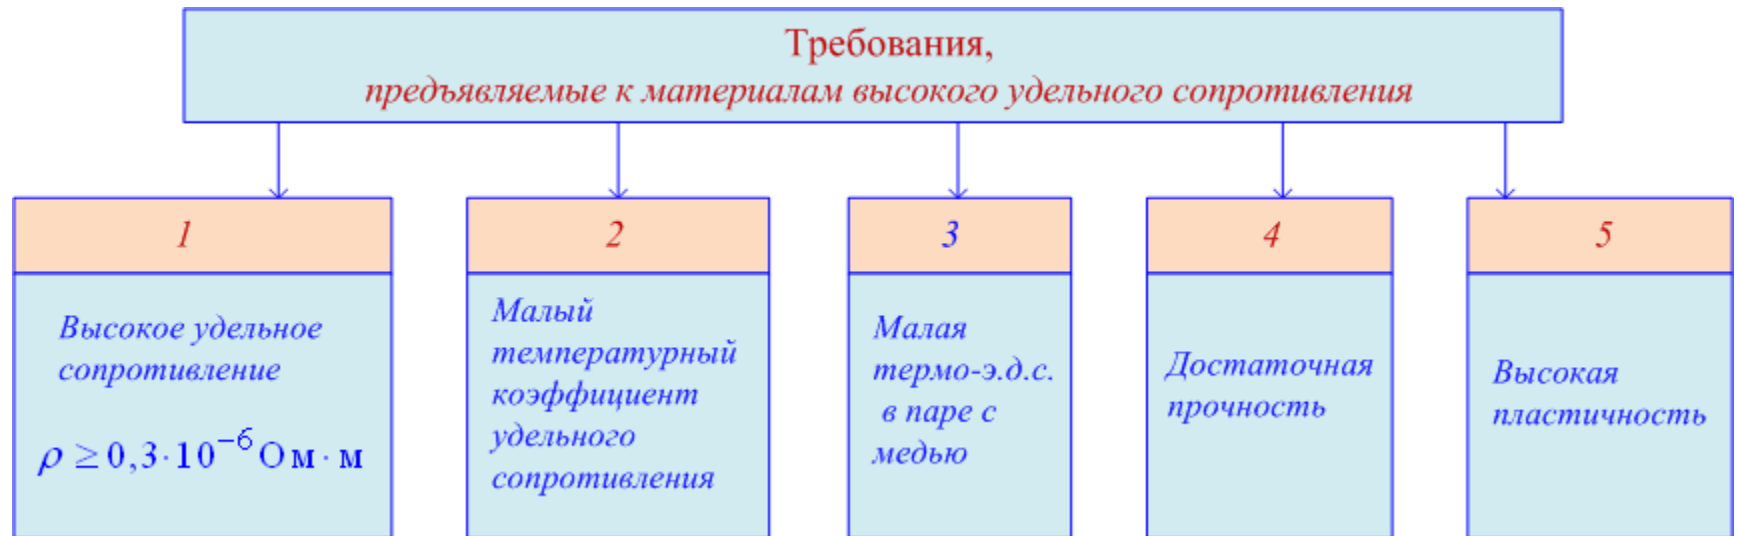 Требования,
предъявляемые к материалам высокого удельного сопротивления
1
Высокое удельное
сопротивление
ρ ≥ 0,3·10⁻⁶ Ом·м
2
Малый
температурный
коэффициент
удельного
сопротивления
3
Малая
термо-э.д.с.
в паре с
медью
4
Достаточная
прочность
5
Высокая
пластичность